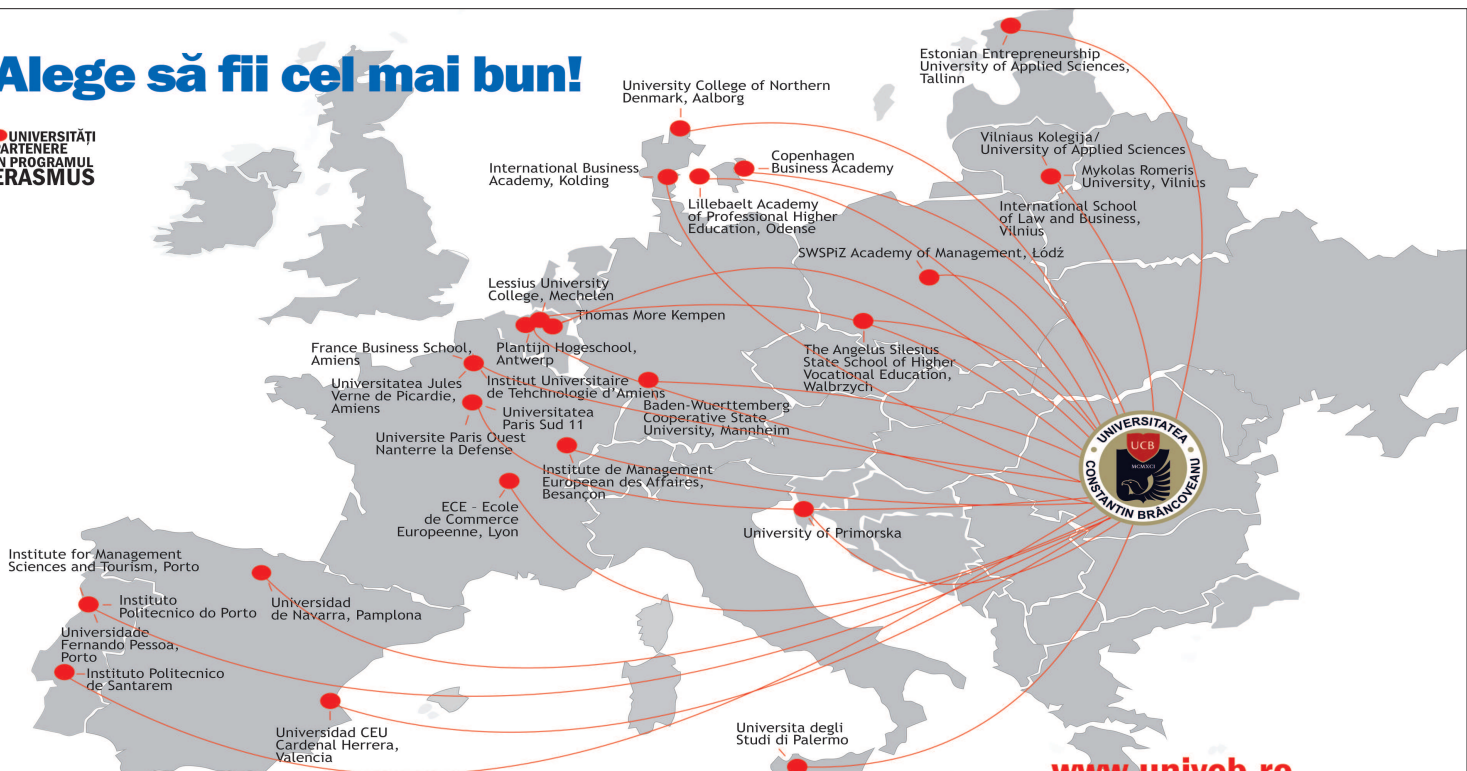 Alege să fii cel mai bun!
UNIVERSITĂȚI
PARTENERE
ÎN PROGRAMUL
ERASMUS
Estonian Entrepreneurship
University of Applied Sciences,
Tallinn
University College of Northern
Denmark, Aalborg
Vilniaus Kolegija/
University of Applied Sciences
Mykolas Romeris
University, Vilnius
International School
of Law and Business,
Vilnius
International Business
Academy, Kolding
Copenhagen
Business Academy
Lillebaelt Academy
of Professional Higher
Education, Odense
SWSPiZ Academy of Management, Łódź
Lessius University
College, Mechelen
Thomas More Kempen
Plantijn Hogeschool,
Antwerp
France Business School,
Amiens
Universitatea Jules
Verne de Picardie,
Amiens
Institut Universitaire
de Tehchnologie d'Amiens
Universitatea
Paris Sud 11
Universite Paris Ouest
Nanterre la Defense
The Angelus Silesius
State School of Higher
Vocational Education,
Walbrzych
Baden-Wuerttemberg
Cooperative State
University, Mannheim
Institute de Management
Europeean des Affaires,
Besançon
ECE - Ecole
de Commerce
Europeenne, Lyon
University of Primorska
UNIVERSITATEA
CONSTANTIN BRÂNCOVEANU
UCB
MCMXCI
Institute for Management
Sciences and Tourism, Porto
Instituto
Politecnico do Porto
Universidade
Fernando Pessoa,
Porto
Instituto Politecnico
de Santarem
Universidad
de Navarra, Pamplona
Universidad CEU
Cardenal Herrera,
Valencia
Universita degli
Studi di Palermo
www.univcb.ro